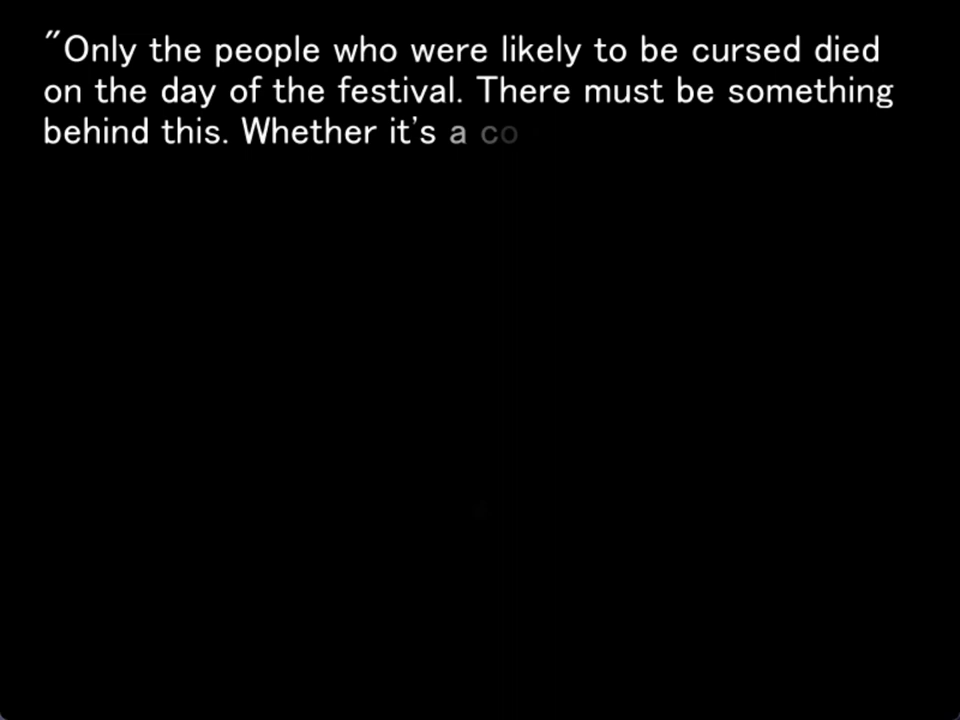 "Only the people who were likely to be cursed died
on the day of the festival. There must be something
behind this. Whether it's a co